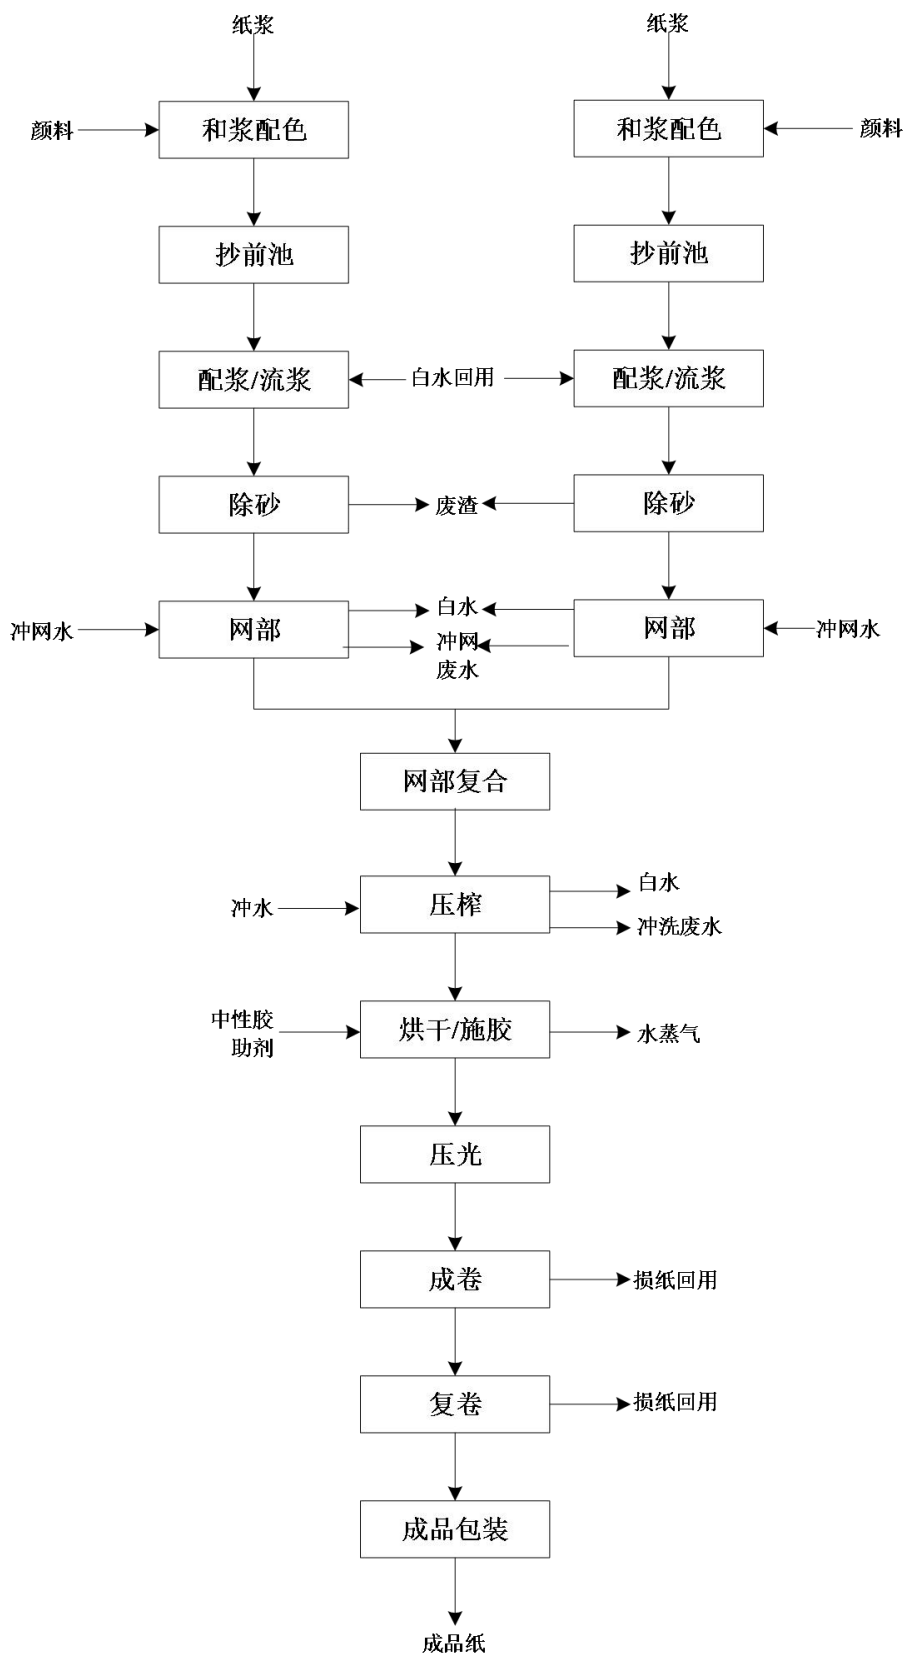 纸浆
纸浆
颜料
和浆配色
和浆配色
颜料
抄前池
抄前池
配浆/流浆
白水回用
配浆/流浆
除砂
废渣
除砂
冲网水
网部
白水
冲网
废水
网部
冲网水
网部复合
冲水
压榨
白水
冲洗废水
中性胶
助剂
烘干/施胶
水蒸气
压光
成卷
损纸回用
复卷
损纸回用
成品包装
成品纸